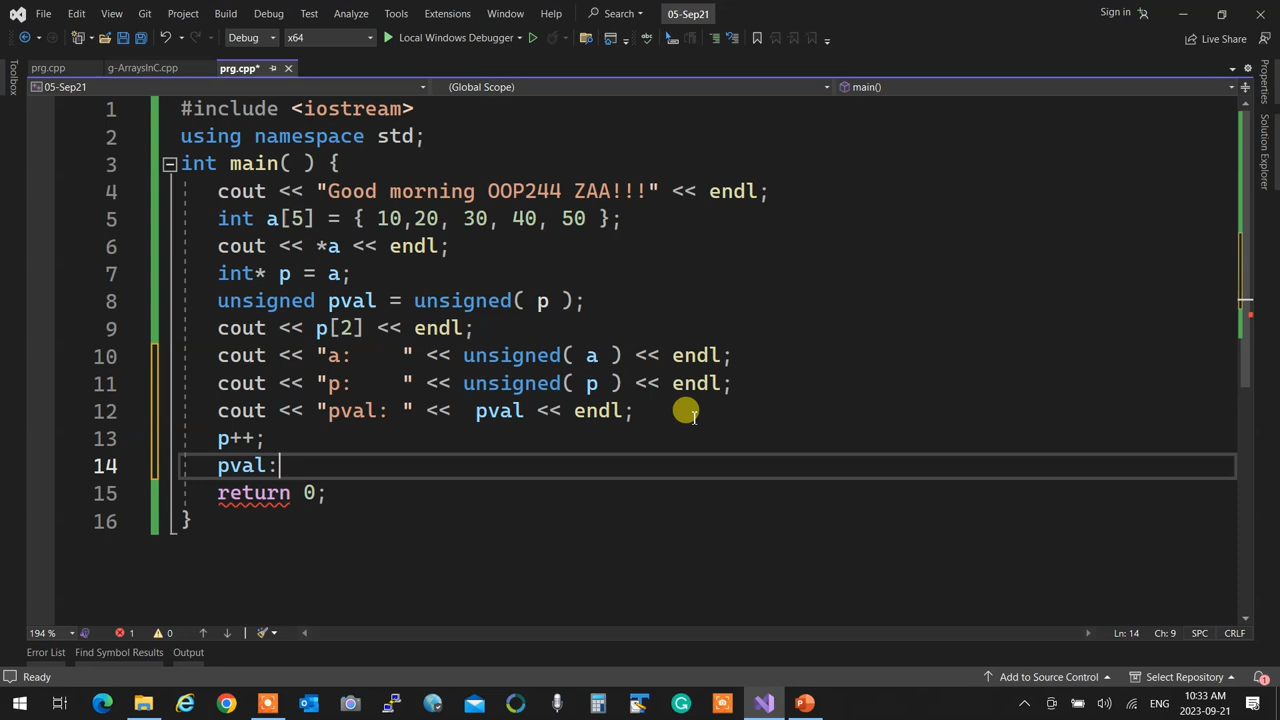 File Edit View Git Project Build Debug Test Analyze Tools Extensions Window Help Search 05-Sep21 Sign in
Debug x64 Local Windows Debugger Live Share
prg.cpp g-ArraysInC.cpp prg.cpp*
05-Sep21 (Global Scope) main()
Toolbox
Properties
Solution Explorer
1 #include <iostream>
2 using namespace std;
3 int main( ) {
4 cout << "Good morning OOP244 ZAA!!!" << endl;
5 int a[5] = { 10,20, 30, 40, 50 };
6 cout << *a << endl;
7 int* p = a;
8 unsigned pval = unsigned( p );
9 cout << p[2] << endl;
10 cout << "a:    " << unsigned( a ) << endl;
11 cout << "p:    " << unsigned( p ) << endl;
12 cout << "pval: " <<  pval << endl;
13 p++;
14 pval:
15 return 0;
16 }
194 % 1 0 Ln: 14 Ch: 9 SPC CRLF
Error List Find Symbol Results Output
Ready Add to Source Control Select Repository 1
ENG 10:33 AM
2023-09-21